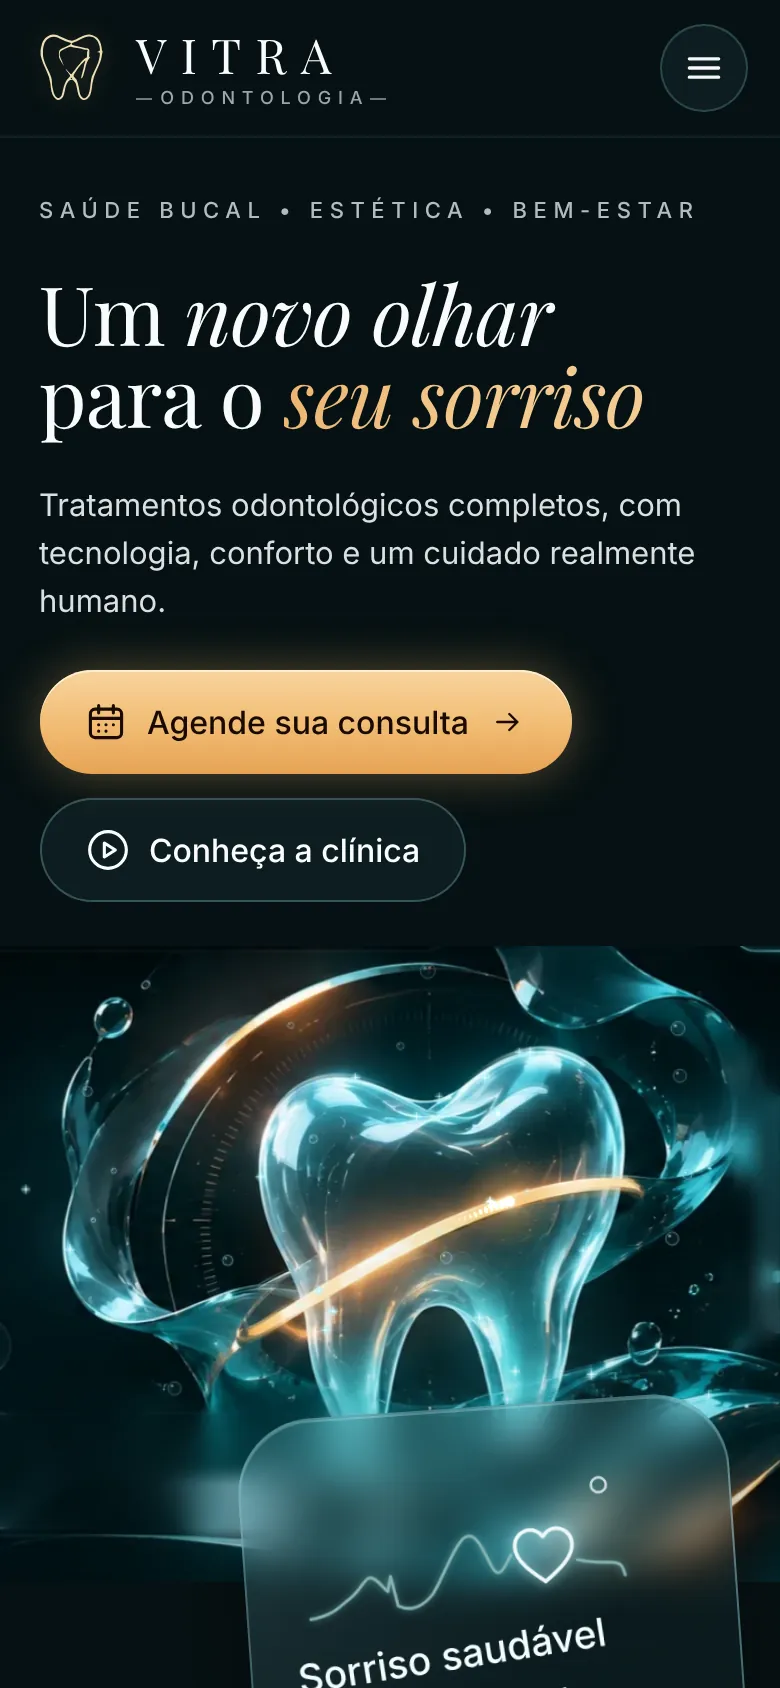 VITRA
—ODONTOLOGIA—
SAÚDE BUCAL • ESTÉTICA • BEM-ESTAR
Um novo olhar
para o seu sorriso
Tratamentos odontológicos completos, com
tecnologia, conforto e um cuidado realmente
humano.
Agende sua consulta →
Conheça a clínica
Sorriso saudável